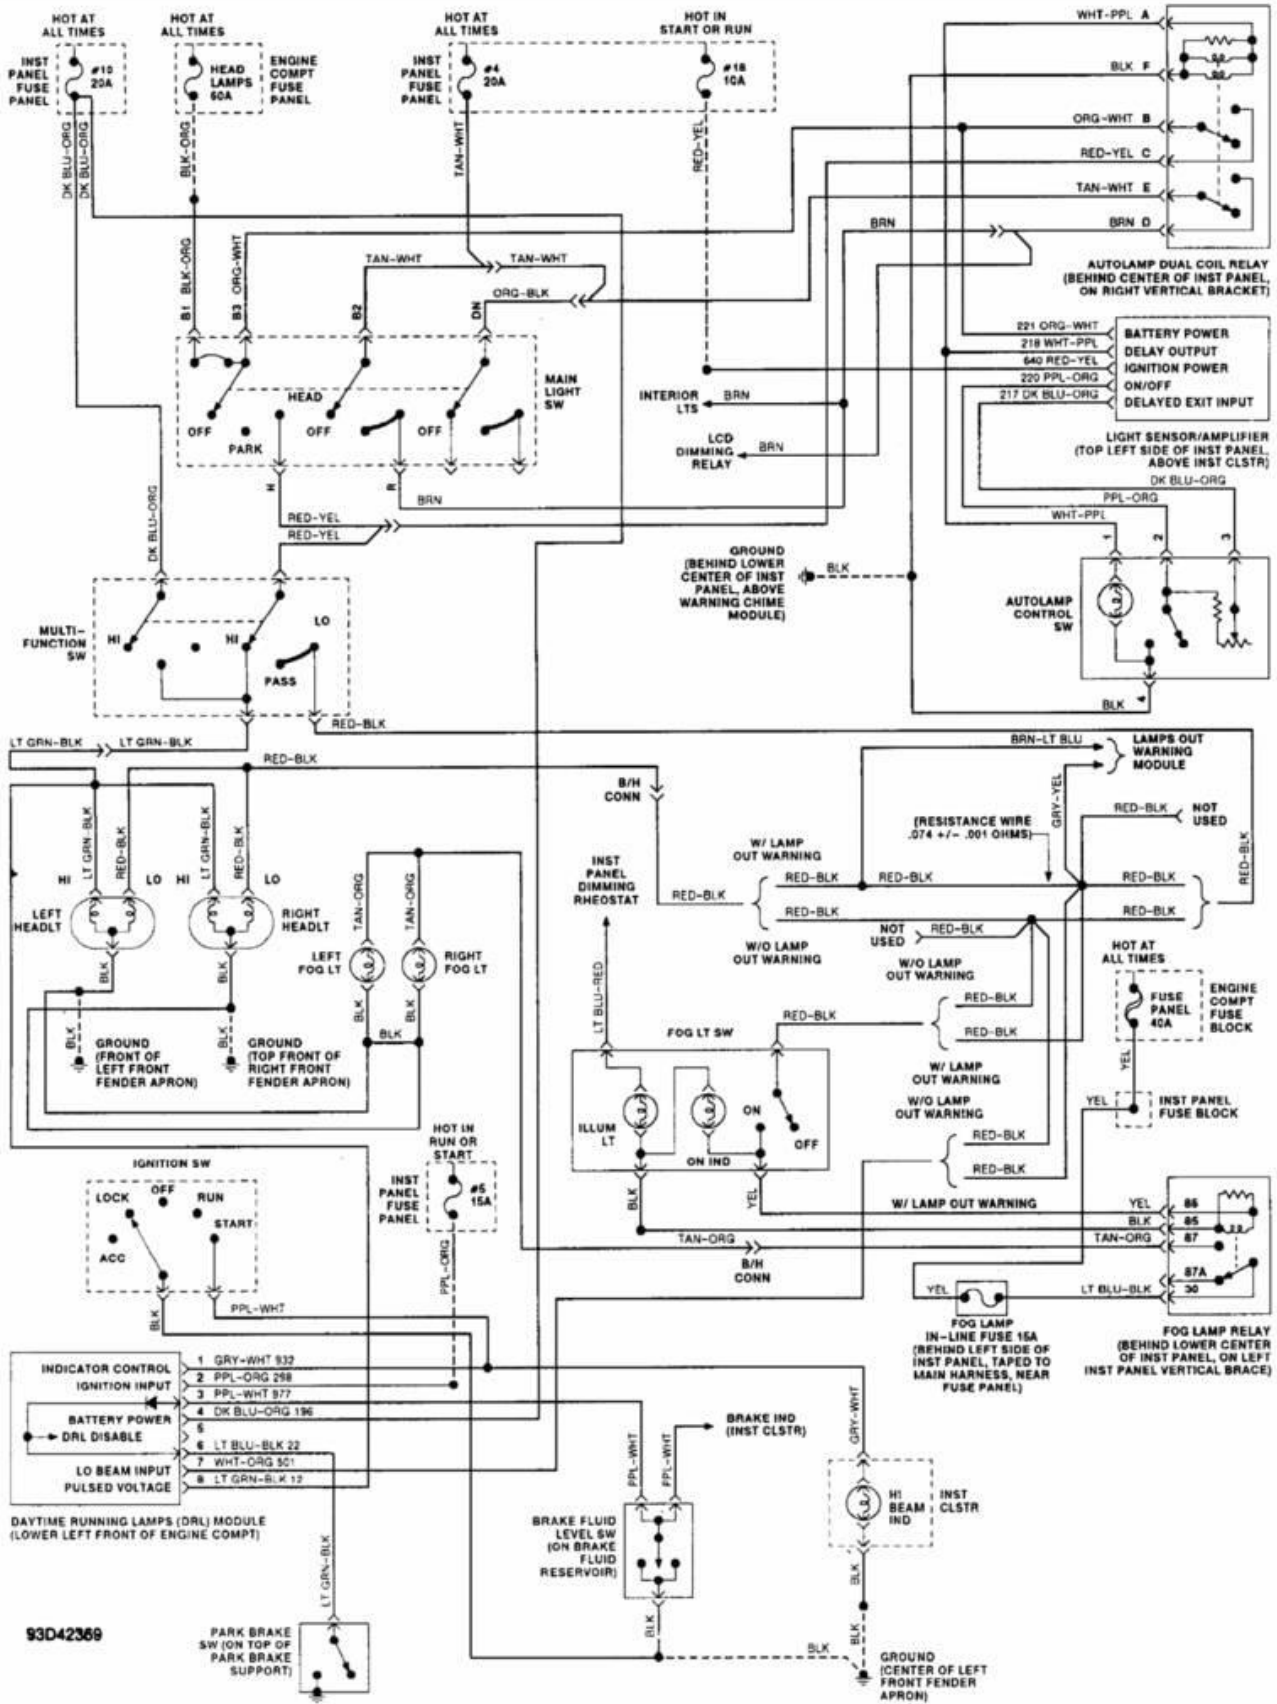 HOT AT
ALL TIMES
HOT AT
ALL TIMES
HOT AT
ALL TIMES
HOT IN
START OR RUN
INST
PANEL
FUSE
PANEL
#10
20A
HEAD
LAMPS
60A
ENGINE
COMPT
FUSE
PANEL
INST
PANEL
FUSE
PANEL
#4
20A
#18
10A
DK BLU-ORG
DK BLU-ORG
BLK-ORG
TAN-WHT
RED-YEL
WHT-PPL A
BLK F
ORG-WHT B
RED-YEL C
TAN-WHT E
BRN D
BRN
AUTOLAMP DUAL COIL RELAY
(BEHIND CENTER OF INST PANEL,
ON RIGHT VERTICAL BRACKET)
B1 BLK-ORG
B3 ORG-WHT
TAN-WHT
TAN-WHT
B2
DN
ORG-BLK
MAIN
LIGHT
SW
HEAD
OFF
PARK
OFF
OFF
H
R
BRN
RED-YEL
RED-YEL
INTERIOR
LTS
BRN
LCD
DIMMING
RELAY
BRN
221 ORG-WHT
218 WHT-PPL
640 RED-YEL
220 PPL-ORG
217 DK BLU-ORG
BATTERY POWER
DELAY OUTPUT
IGNITION POWER
ON/OFF
DELAYED EXIT INPUT
LIGHT SENSOR/AMPLIFIER
(TOP LEFT SIDE OF INST PANEL,
ABOVE INST CLSTR)
DK BLU-ORG
PPL-ORG
WHT-PPL
1
2
3
AUTOLAMP
CONTROL
SW
BLK
4
GROUND
(BEHIND LOWER
CENTER OF INST
PANEL, ABOVE
WARNING CHIME
MODULE)
BLK
DK BLU-ORG
MULTI-
FUNCTION
SW
HI
HI
LO
PASS
RED-BLK
LT GRN-BLK
LT GRN-BLK
RED-BLK
LT GRN-BLK
RED-BLK
LT GRN-BLK
RED-BLK
HI
LO
HI
LO
LEFT
HEADLT
RIGHT
HEADLT
BLK
BLK
BLK
BLK
GROUND
(FRONT OF
LEFT FRONT
FENDER APRON)
GROUND
(TOP FRONT OF
RIGHT FRONT
FENDER APRON)
TAN-ORG
TAN-ORG
LEFT
FOG LT
RIGHT
FOG LT
BLK
BLK
BLK
B/H
CONN
BRN-LT BLU
LAMPS OUT
WARNING
MODULE
GRY-YEL
(RESISTANCE WIRE
.074 +/- .001 OHMS)
RED-BLK
NOT
USED
RED-BLK
W/ LAMP
OUT WARNING
INST
PANEL
DIMMING
RHEOSTAT
RED-BLK
RED-BLK
RED-BLK
RED-BLK
RED-BLK
RED-BLK
W/O LAMP
OUT WARNING
NOT
USED
RED-BLK
W/O LAMP
OUT WARNING
HOT AT
ALL TIMES
FUSE
PANEL
40A
ENGINE
COMPT
FUSE
BLOCK
YEL
YEL
INST PANEL
FUSE BLOCK
LT BLU-RED
FOG LT SW
RED-BLK
RED-BLK
RED-BLK
W/ LAMP
OUT WARNING
W/O LAMP
OUT WARNING
RED-BLK
RED-BLK
W/ LAMP OUT WARNING
ILLUM
LT
ON IND
ON
OFF
BLK
YEL
YEL 86
BLK 85
TAN-ORG 87
87A
LT BLU-BLK 30
TAN-ORG
B/H
CONN
YEL
FOG LAMP
IN-LINE FUSE 15A
(BEHIND LEFT SIDE OF
INST PANEL, TAPED TO
MAIN HARNESS, NEAR
FUSE PANEL)
FOG LAMP RELAY
(BEHIND LOWER CENTER
OF INST PANEL, ON LEFT
INST PANEL VERTICAL BRACE)
IGNITION SW
LOCK
OFF
RUN
START
ACC
BLK
PPL-WHT
HOT IN
RUN OR
START
INST
PANEL
FUSE
PANEL
#5
15A
PPL-ORG
INDICATOR CONTROL
IGNITION INPUT
BATTERY POWER
DRL DISABLE
LO BEAM INPUT
PULSED VOLTAGE
1 GRY-WHT 932
2 PPL-ORG 298
3 PPL-WHT 977
4 DK BLU-ORG 196
5
6 LT BLU-BLK 22
7 WHT-ORG 501
8 LT GRN-BLK 12
DAYTIME RUNNING LAMPS (DRL) MODULE
(LOWER LEFT FRONT OF ENGINE COMPT)
LT GRN-BLK
PARK BRAKE
SW (ON TOP OF
PARK BRAKE
SUPPORT)
93D42369
PPL-WHT
PPL-WHT
BRAKE IND
(INST CLSTR)
BRAKE FLUID
LEVEL SW
(ON BRAKE
FLUID
RESERVOIR)
BLK
GRY-WHT
HI
BEAM
IND
INST
CLSTR
BLK
BLK
BLK
GROUND
(CENTER OF LEFT
FRONT FENDER
APRON)